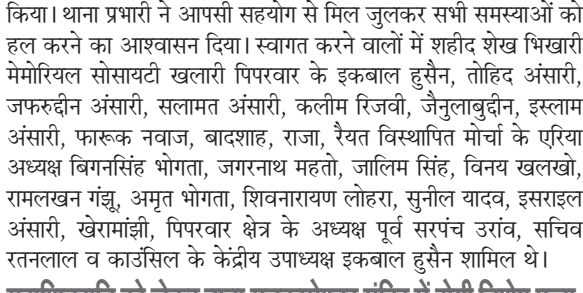 किया। थाना प्रभारी ने आपसी सहयोग से मिल जुलकर सभी समस्याओं को
हल करने का आश्वासन दिया। स्वागत करने वालों में शहीद शेख भिखारी
मेमोरियल सोसायटी खलारी पिपरवार के इकबाल हुसैन, तोहिद अंसारी,
जफरुद्दीन अंसारी, सलामत अंसारी, कलीम रिजवी, जैनुलाबुद्दीन, इस्लाम
अंसारी, फारूक नवाज, बादशाह, राजा, रैयत विस्थापित मोर्चा के एरिया
अध्यक्ष बिगनसिंह भोगता, जगरनाथ महतो, जालिम सिंह, विनय खलखो,
रामलखन गंझू, अमृत भोगता, शिवनारायण लोहरा, सुनील यादव, इसराइल
अंसारी, खेरामांझी, पिपरवार क्षेत्र के अध्यक्ष पूर्व सरपंच उरांव, सचिव
रतनलाल व काउंसिल के केंद्रीय उपाध्यक्ष इकबाल हुसैन शामिल थे।